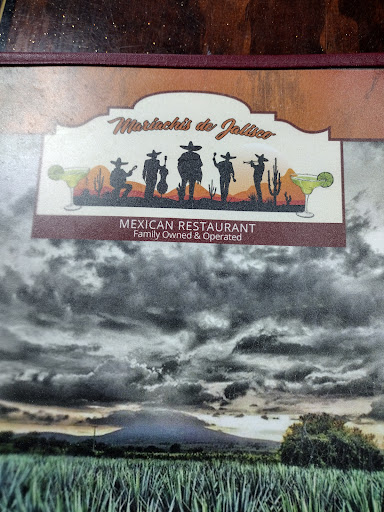 Mariachi's de Jalisco
MEXICAN RESTAURANT
Family Owned & Operated